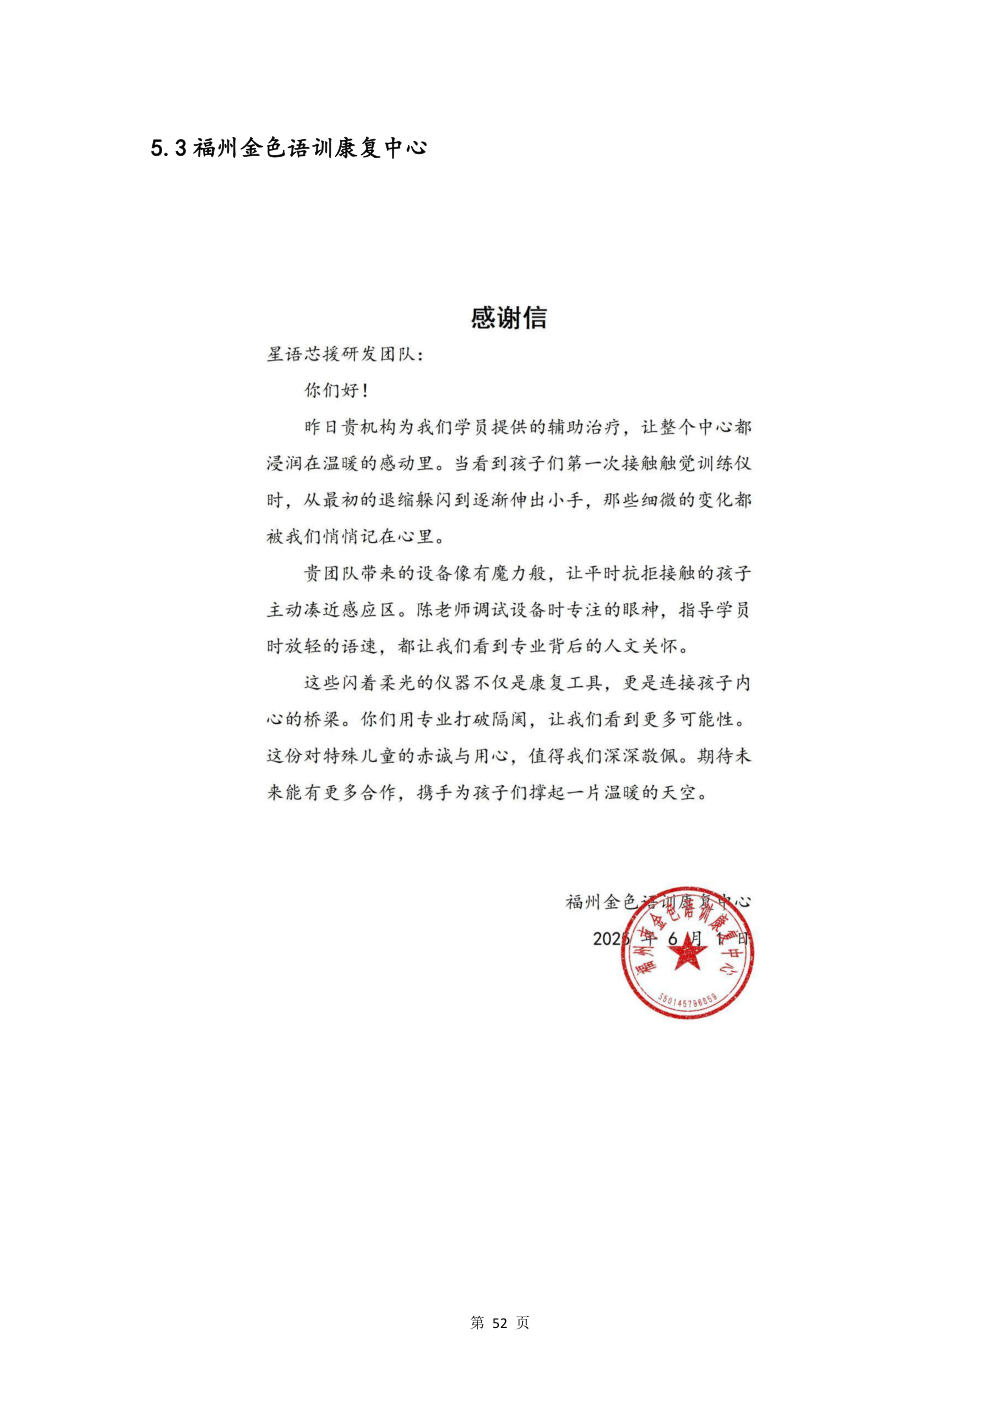 5.3福州金色语训康复中心
感谢信
星语芯援研发团队：
你们好！
昨日贵机构为我们学员提供的辅助治疗，让整个中心都
浸润在温暖的感动里。当看到孩子们第一次接触触觉训练仪
时，从最初的退缩躲闪到逐渐伸出小手，那些细微的变化都
被我们悄悄记在心里。
贵团队带来的设备像有魔力般，让平时抗拒接触的孩子
主动凑近感应区。陈老师调试设备时专注的眼神，指导学员
时放轻的语速，都让我们看到专业背后的人文关怀。
这些闪着柔光的仪器不仅是康复工具，更是连接孩子内
心的桥梁。你们用专业打破隔阂，让我们看到更多可能性。
这份对特殊儿童的赤诚与用心，值得我们深深敬佩。期待未
来能有更多合作，携手为孩子们撑起一片温暖的天空。
福州金色语训康复中心
2025 年 6 月 1 日
福州市金色语训康复中心
第 52 页